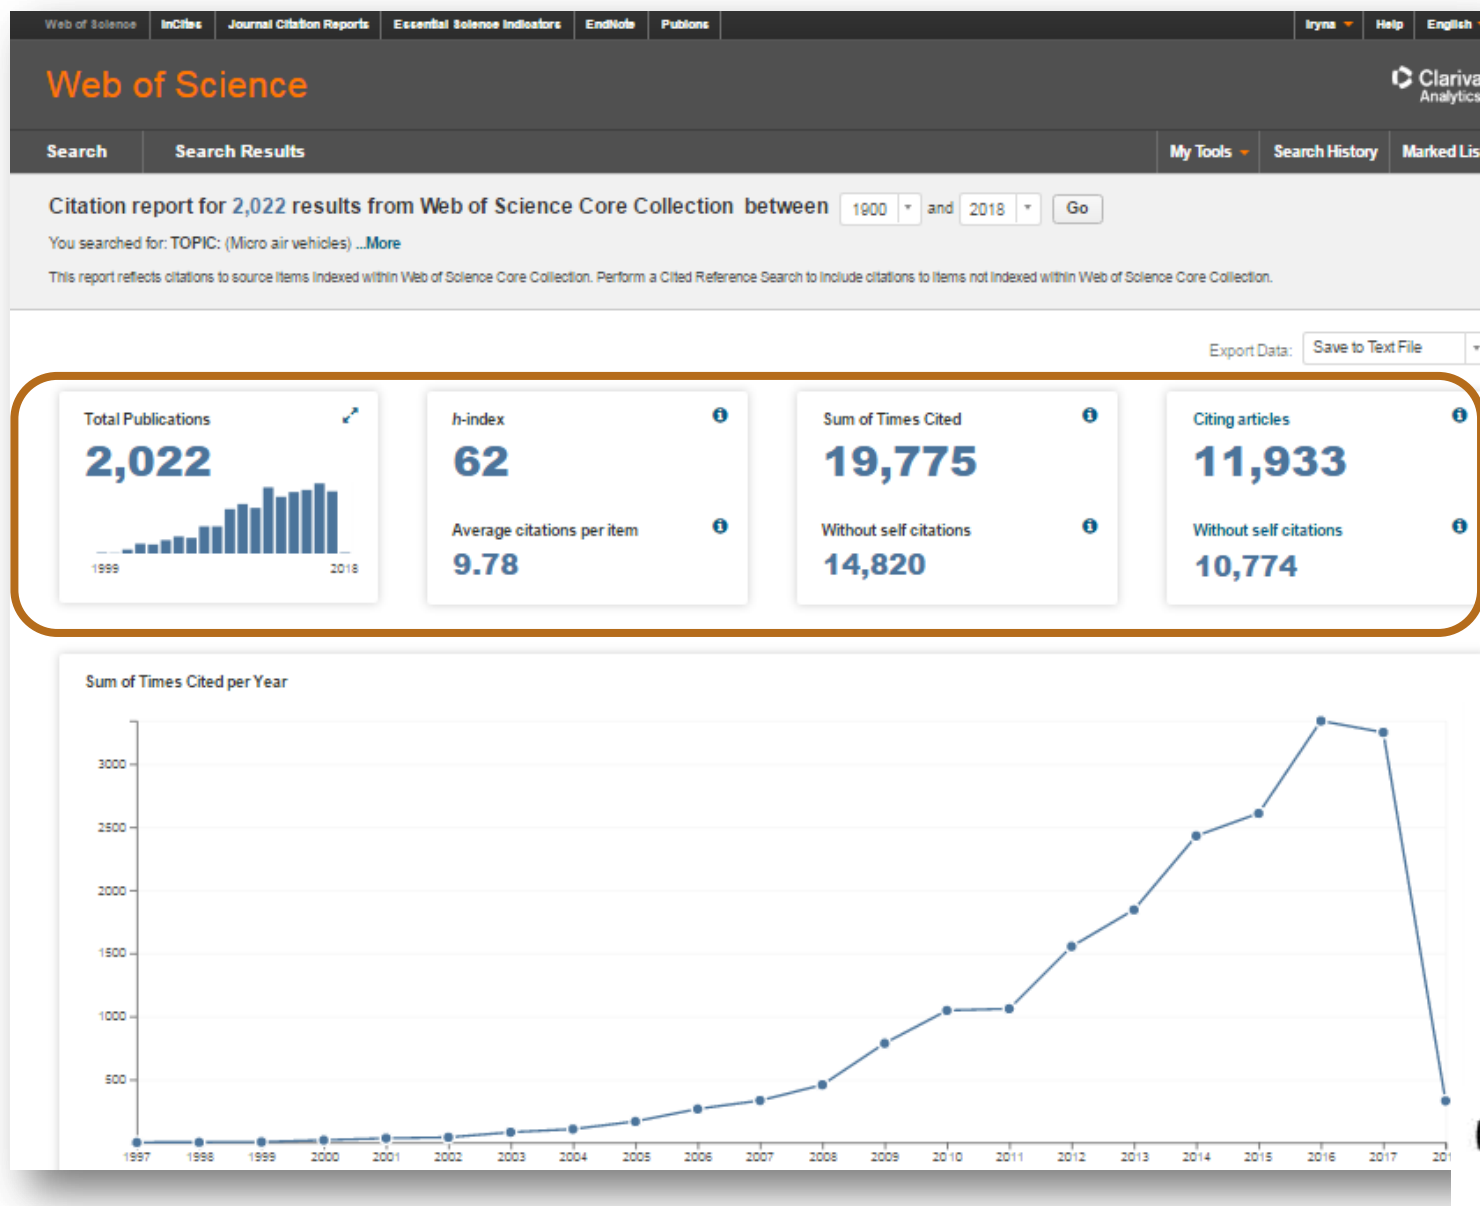 Web of Science InCites Journal Citation Reports Essential Science Indicators EndNote Publons Iryna Help English
Web of Science
Clariva
Analytics
Search Search Results My Tools Search History Marked Lis
Citation report for 2,022 results from Web of Science Core Collection between 1900 and 2018 Go
You searched for: TOPIC: (Micro air vehicles) ...More
This report reflects citations to source items indexed within Web of Science Core Collection. Perform a Cited Reference Search to include citations to items not indexed within Web of Science Core Collection.
Export Data: Save to Text File
Total Publications
2,022
1999 2018
h-index
62
Average citations per item
9.78
Sum of Times Cited
19,775
Without self citations
14,820
Citing articles
11,933
Without self citations
10,774
Sum of Times Cited per Year
3000
2500
2000
1500
1000
500
1997 1998 1999 2000 2001 2002 2003 2004 2005 2006 2007 2008 2009 2010 2011 2012 2013 2014 2015 2016 2017 201